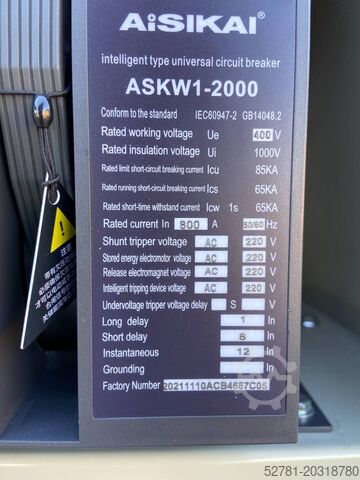 AiSIKAI®
intelligent type universal circuit breaker
ASKW1-2000
Conform to the standard IEC60947-2 GB14048.2
Rated working voltage Ue 400 V
Rated insulation voltage Ui 1000V
Rated limit short-circuit breaking current Icu 85KA
Rated running short-circuit breaking current Ics 65KA
Rated short-time withstand current Icw 1s 65KA
Rated current In 800 A 50/60 Hz
Shunt tripper voltage AC 220 V
Stored energy electromotor voltage AC 220 V
Release electromagnet voltage AC 220 V
Intelligent tripping device voltage AC 220 V
Undervoltage tripper voltage delay S V
Long delay 1 In
Short delay 8 In
Instantaneous 12 In
Grounding In
Factory Number 20211110ACB4687C05
注意
52781-20318780